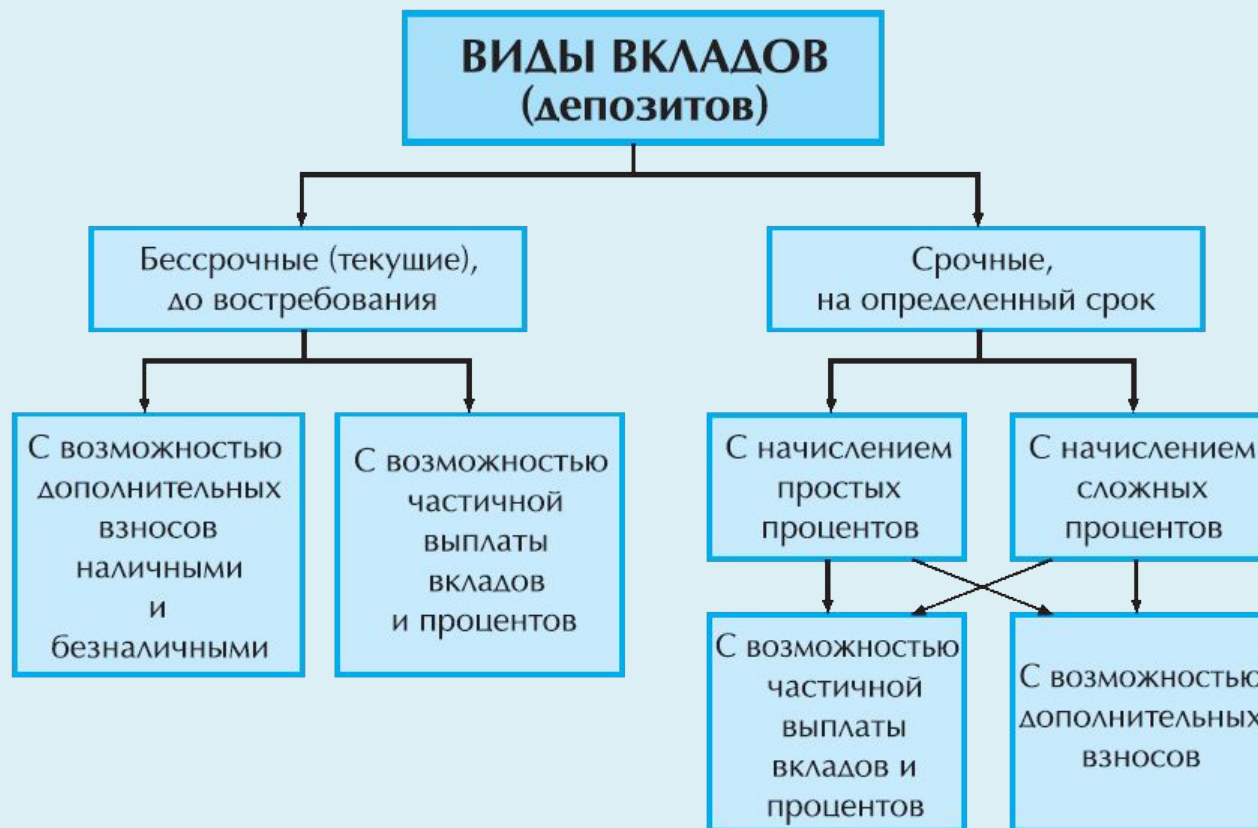 ВИДЫ ВКЛАДОВ
(депозитов)
Бессрочные (текущие),
до востребования
Срочные,
на определенный срок
С возможностью
дополнительных
взносов
наличными
и
безналичными
С возможностью
частичной
выплаты
вкладов
и процентов
С начислением
простых
процентов
С начислением
сложных
процентов
С возможностью
частичной
выплаты
вкладов и
процентов
С возможностью
дополнительных
взносов